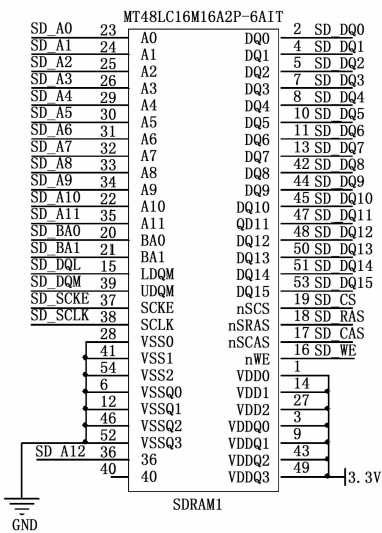 MT48LC16M16A2P-6AIT
SD_A0 23 A0 DQ0 2 SD_DQ0
SD_A1 24 A1 DQ1 4 SD_DQ1
SD_A2 25 A2 DQ2 5 SD_DQ2
SD_A3 26 A3 DQ3 7 SD_DQ3
SD_A4 29 A4 DQ4 8 SD_DQ4
SD_A5 30 A5 DQ5 10 SD_DQ5
SD_A6 31 A6 DQ6 11 SD_DQ6
SD_A7 32 A7 DQ7 13 SD_DQ7
SD_A8 33 A8 DQ8 42 SD_DQ8
SD_A9 34 A9 DQ9 44 SD_DQ9
SD_A10 22 A10 DQ10 45 SD_DQ10
SD_A11 35 A11 QD11 47 SD_DQ11
SD_BA0 20 BA0 DQ12 48 SD_DQ12
SD_BA1 21 BA1 DQ13 50 SD_DQ13
SD_DQL 15 LDQM DQ14 51 SD_DQ14
SD_DQM 39 UDQM DQ15 53 SD_DQ15
SD_SCKE 37 SCKE nSCS 19 SD_CS
SD_SCLK 38 SCLK nSRAS 18 SD_RAS
28 VSS0 nSCAS 17 SD_CAS
41 VSS1 nWE 16 SD_WE
54 VSS2 VDD0 1
6 VSSQ0 VDD1 14
12 VSSQ1 VDD2 27
46 VSSQ2 VDDQ0 3
52 VSSQ3 VDDQ1 9
SD_A12 36 36 VDDQ2 43
40 40 VDDQ3 49
3.3V
SDRAM1
GND